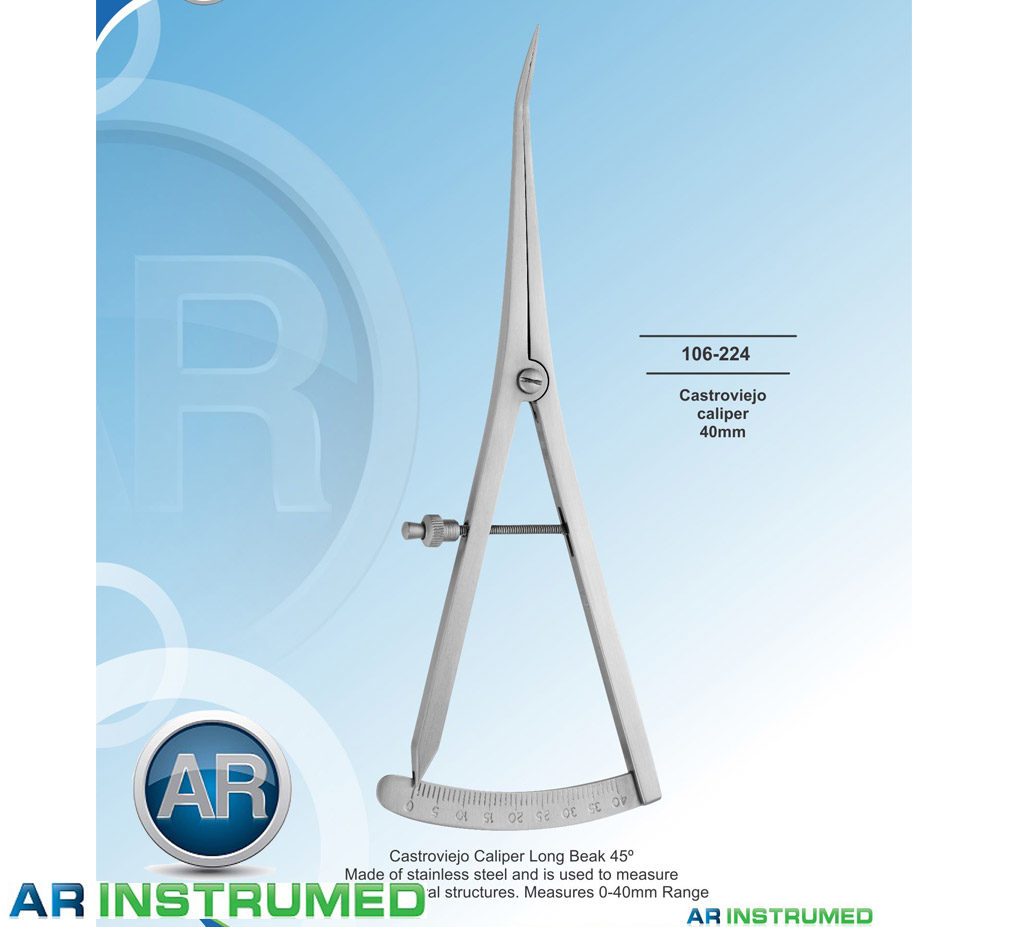 AR
106-224
Castroviejo
caliper
40mm
0 5 10 15 20 25 30 35 40
AR
Castroviejo Caliper Long Beak 45º
Made of stainless steel and is used to measure
al structures. Measures 0-40mm Range
AR INSTRUMED
AR INSTRUMED